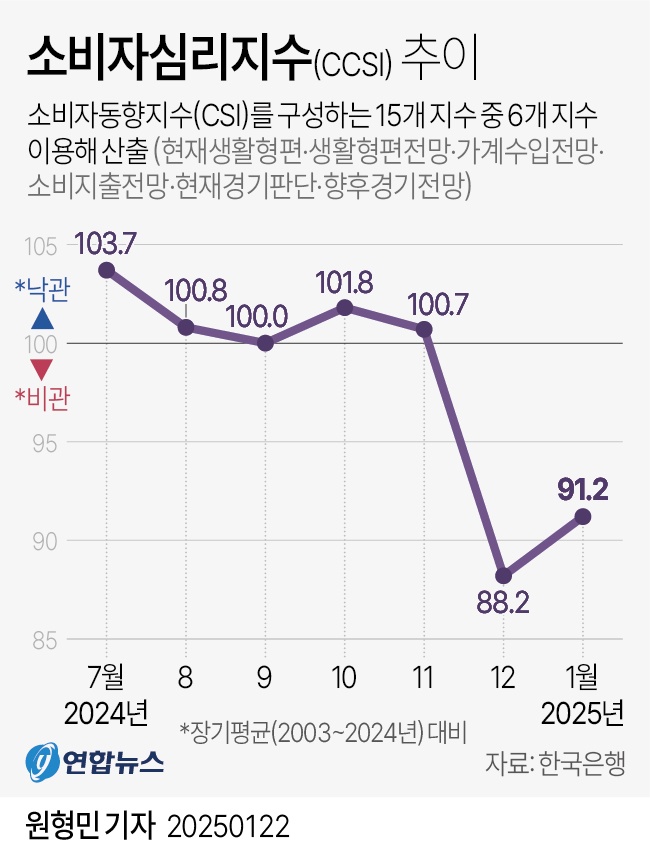 소비자심리지수(CCSI) 추이
소비자동향지수(CSI)를 구성하는 15개 지수 중 6개 지수
이용해 산출 (현재생활형편·생활형편전망·가계수입전망·
소비지출전망·현재경기판단·향후경기전망)
105
103.7
*낙관
100.8
100.0
101.8
100.7
100
*비관
95
91.2
90
88.2
85
7월 8 9 10 11 12 1월
2024년 2025년
*장기평균(2003~2024년) 대비
연합뉴스 자료: 한국은행
원형민 기자 20250122